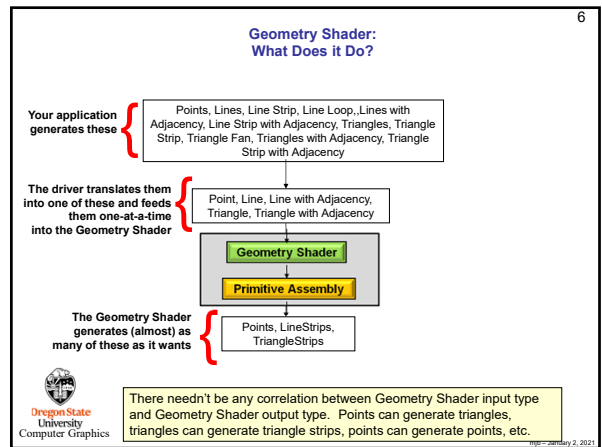 6
Geometry Shader:
What Does it Do?
Your application
generates these
Points, Lines, Line Strip, Line Loop,,Lines with
Adjacency, Line Strip with Adjacency, Triangles, Triangle
Strip, Triangle Fan, Triangles with Adjacency, Triangle
Strip with Adjacency
The driver translates them
into one of these and feeds
them one-at-a-time
into the Geometry Shader
Point, Line, Line with Adjacency,
Triangle, Triangle with Adjacency
Geometry Shader
Primitive Assembly
The Geometry Shader
generates (almost) as
many of these as it wants
Points, LineStrips,
TriangleStrips
Oregon State
University
Computer Graphics
There needn't be any correlation between Geometry Shader input type
and Geometry Shader output type. Points can generate triangles,
triangles can generate triangle strips, points can generate points, etc.
mjb – January 2, 2021